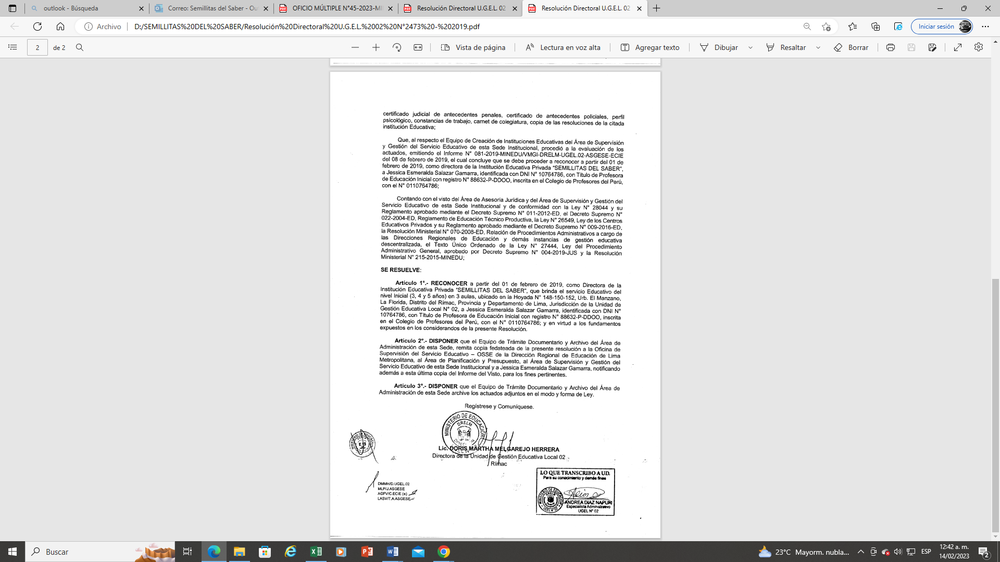 outlook - Búsqueda
Correo: Semillitas del Saber - Ou
OFICIO MÚLTIPLE N°45-2023-MI
Resolución Directoral U.G.E.L. 02
Resolución Directoral U.G.E.L. 02
Archivo
D:/SEMILLITAS%20DEL%20SABER/Resolución%20Directoral%20U.G.E.L.%2002%20N°2473%20-%202019.pdf
Iniciar sesión
2 de 2
Vista de página
Lectura en voz alta
Agregar texto
Dibujar
Resaltar
Borrar
certificado judicial de antecedentes penales, certificado de antecedentes policiales, perfil
psicológico, constancias de trabajo, carnet de colegiatura, copia de las resoluciones de la citada
institución Educativa;
Que, al respecto el Equipo de Creación de Instituciones Educativas del Área de Supervisión
y Gestión del Servicio Educativo de esta Sede Institucional, procedió a la evaluación de los
actuados, emitiendo el Informe N° 081-2019-MINEDU/VMGI-DRELM-UGEL.02-ASGESE-ECIE
del 08 de febrero de 2019, el cual concluye que se debe proceder a reconocer a partir del 01 de
febrero de 2019, como directora de la Institución Educativa Privada "SEMILLITAS DEL SABER",
a Jessica Esmeralda Salazar Gamarra, identificada con DNI N° 10764786, con Título de Profesora
de Educación Inicial con registro N° 88632-P-DDOO, inscrita en el Colegio de Profesores del Perú,
con el N° 0110764786;
Contando con el visto del Área de Asesoria Jurídica y del Área de Supervisión y Gestión del
Servicio Educativo de esta Sede Institucional y de conformidad con la Ley N° 28044 y su
Reglamento aprobado mediante el Decreto Supremo N° 011-2012-ED, el Decreto Supremo N°
022-2004-ED, Reglamento de Educación Técnico Productiva, la Ley N° 26549, Ley de los Centros
Educativos Privados y su Reglamento aprobado mediante el Decreto Supremo N° 009-2016-ED,
la Resolución Ministerial N° 070-2008-ED, Relación de Procedimientos Administrativos a cargo de
las Direcciones Regionales de Educación y demás instancias de gestión educativa
descentralizada, el Texto Único Ordenado de la Ley N° 27444, Ley del Procedimiento
Administrativo General, aprobado por Decreto Supremo N° 004-2019-JUS y la Resolución
Ministerial N° 215-2015-MINEDU;
SE RESUELVE:
Artículo 1°.- RECONOCER a partir del 01 de febrero de 2019, como Directora de la
Institución Educativa Privada "SEMILLITAS DEL SABER", que brinda el servicio Educativo del
nivel Inicial (3, 4 y 5 años) en 3 aulas, ubicado en la Hoyada N° 148-150-152, Urb. El Manzano,
La Florida, Distrito del Rímac, Provincia y Departamento de Lima, Jurisdicción de la Unidad de
Gestión Educativa Local N° 02, a Jessica Esmeralda Salazar Gamarra, identificada con DNI N°
10764786, con Título de Profesora de Educación Inicial con registro N° 88632-P-DDOO, inscrita
en el Colegio de Profesores del Perú, con el N° 0110764786; y en virtud a los fundamentos
expuestos en los considerandos de la presente Resolución.
Artículo 2°.- DISPONER que el Equipo de Trámite Documentario y Archivo del Área de
Administración de esta Sede, remita copia fedateada de la presente resolución a la Oficina de
Supervisión del Servicio Educativo – OSSE de la Dirección Regional de Educación de Lima
Metropolitana, al Área de Planificación y Presupuesto, al Área de Supervisión y Gestión del
Servicio Educativo de esta Sede Institucional y a Jessica Esmeralda Salazar Gamarra, notificando
además a esta última copia del Informe del Visto, para los fines pertinentes.
Artículo 3°.- DISPONER que el Equipo de Trámite Documentario y Archivo del Área de
Administración de esta Sede archive los actuados adjuntos en el modo y forma de Ley.
Regístrese y Comuníquese.
MINISTERIO DE EDUCACIÓN
DRELM
Lic. DORIS MARTHA MELGAREJO HERRERA
Directora de la Unidad de Gestión Educativa Local 02
Rímac
DMMH/D.UGEL.02
MLP/J.ASGESE
AGFV/C.ECIE (e)
LASV/T.A.ASGESE
LO QUE TRANSCRIBO A UD.
Para su conocimiento y demás fines
MINISTERIO DE EDUCACIÓN
DRELM
UGEL N° 02
ANDREA DIAZ NAPURI
Especialista Administrativo
UGEL N° 02
Buscar
23°C Mayorm. nubla...
ESP
12:42 a. m.
14/02/2023
2